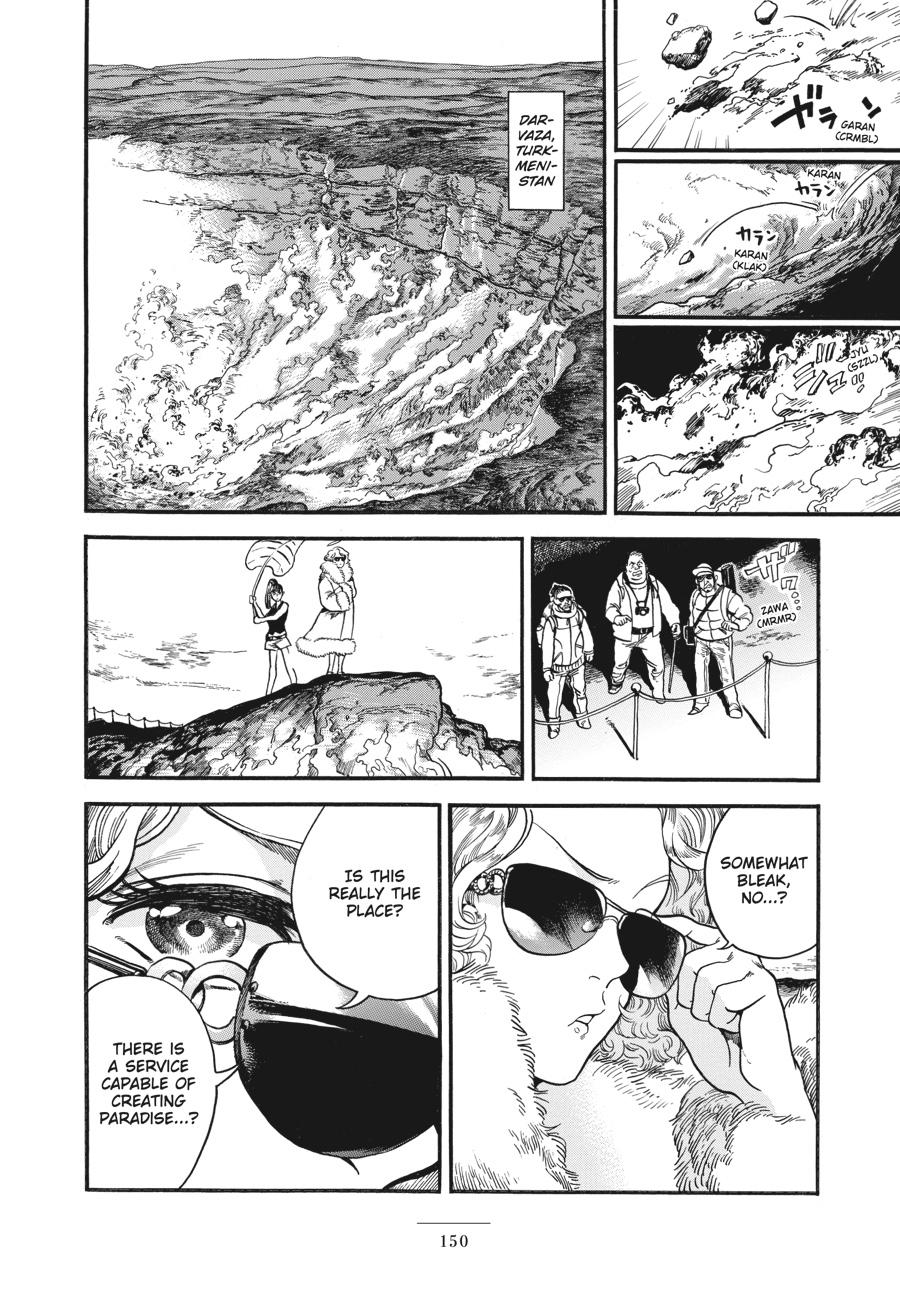 ガラン
GARAN
(CRMBL)
KARAN
カラン
カラン
KARAN
(KLAK)
ジュ
JYU
(SZZL)
DAR-
VAZA,
TURK-
MENI-
STAN
ザワ...
ZAWA
(MRMR)
SOMEWHAT
BLEAK,
NO...?
IS THIS
REALLY THE
PLACE?
THERE IS
A SERVICE
CAPABLE OF
CREATING
PARADISE...?
150